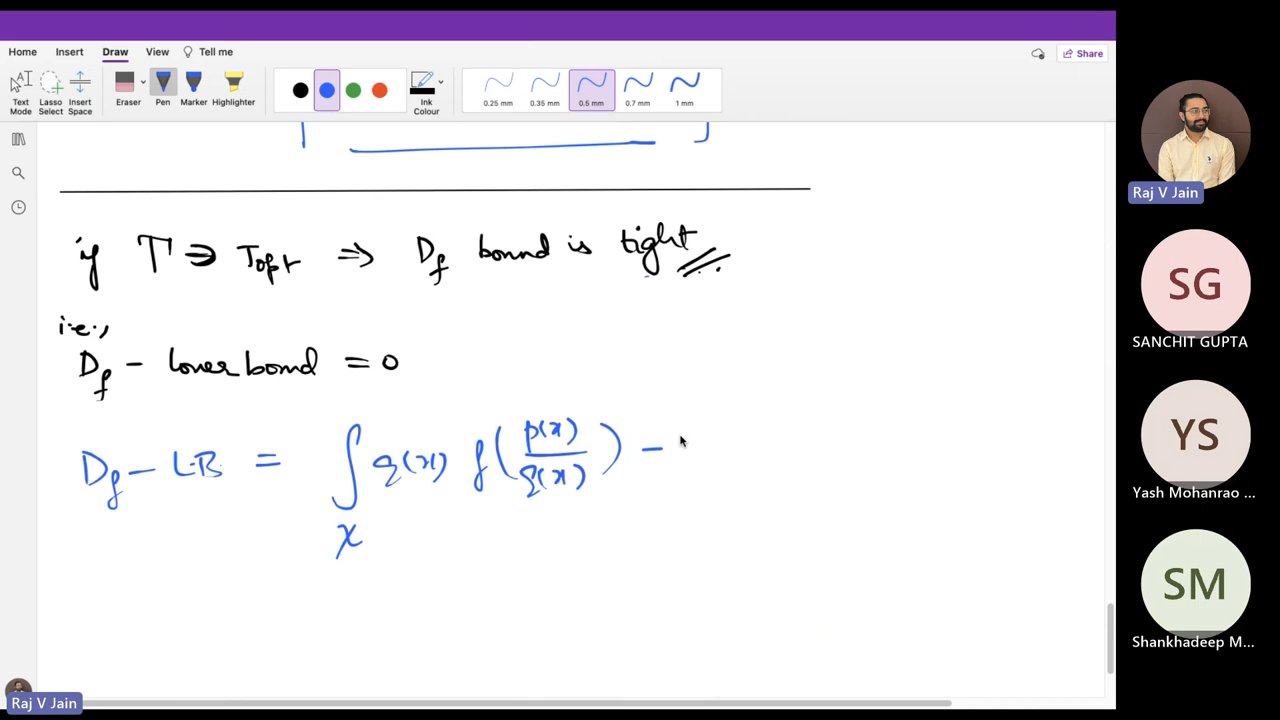 Home Insert Draw View Tell me
Share
Text Mode
Lasso Select
Insert Space
Eraser
Pen
Marker
Highlighter
Ink Colour
0.25 mm
0.35 mm
0.5 mm
0.7 mm
1 mm
if T ∋ Topt ⇒ Df bound is tight
i.e.,
Df - lower bound = 0
Df - L.B. = ∫χ q(x) f(p(x)/q(x)) -
Raj V Jain
SG
SANCHIT GUPTA
YS
Yash Mohanrao ...
SM
Shankhadeep M...
Raj V Jain